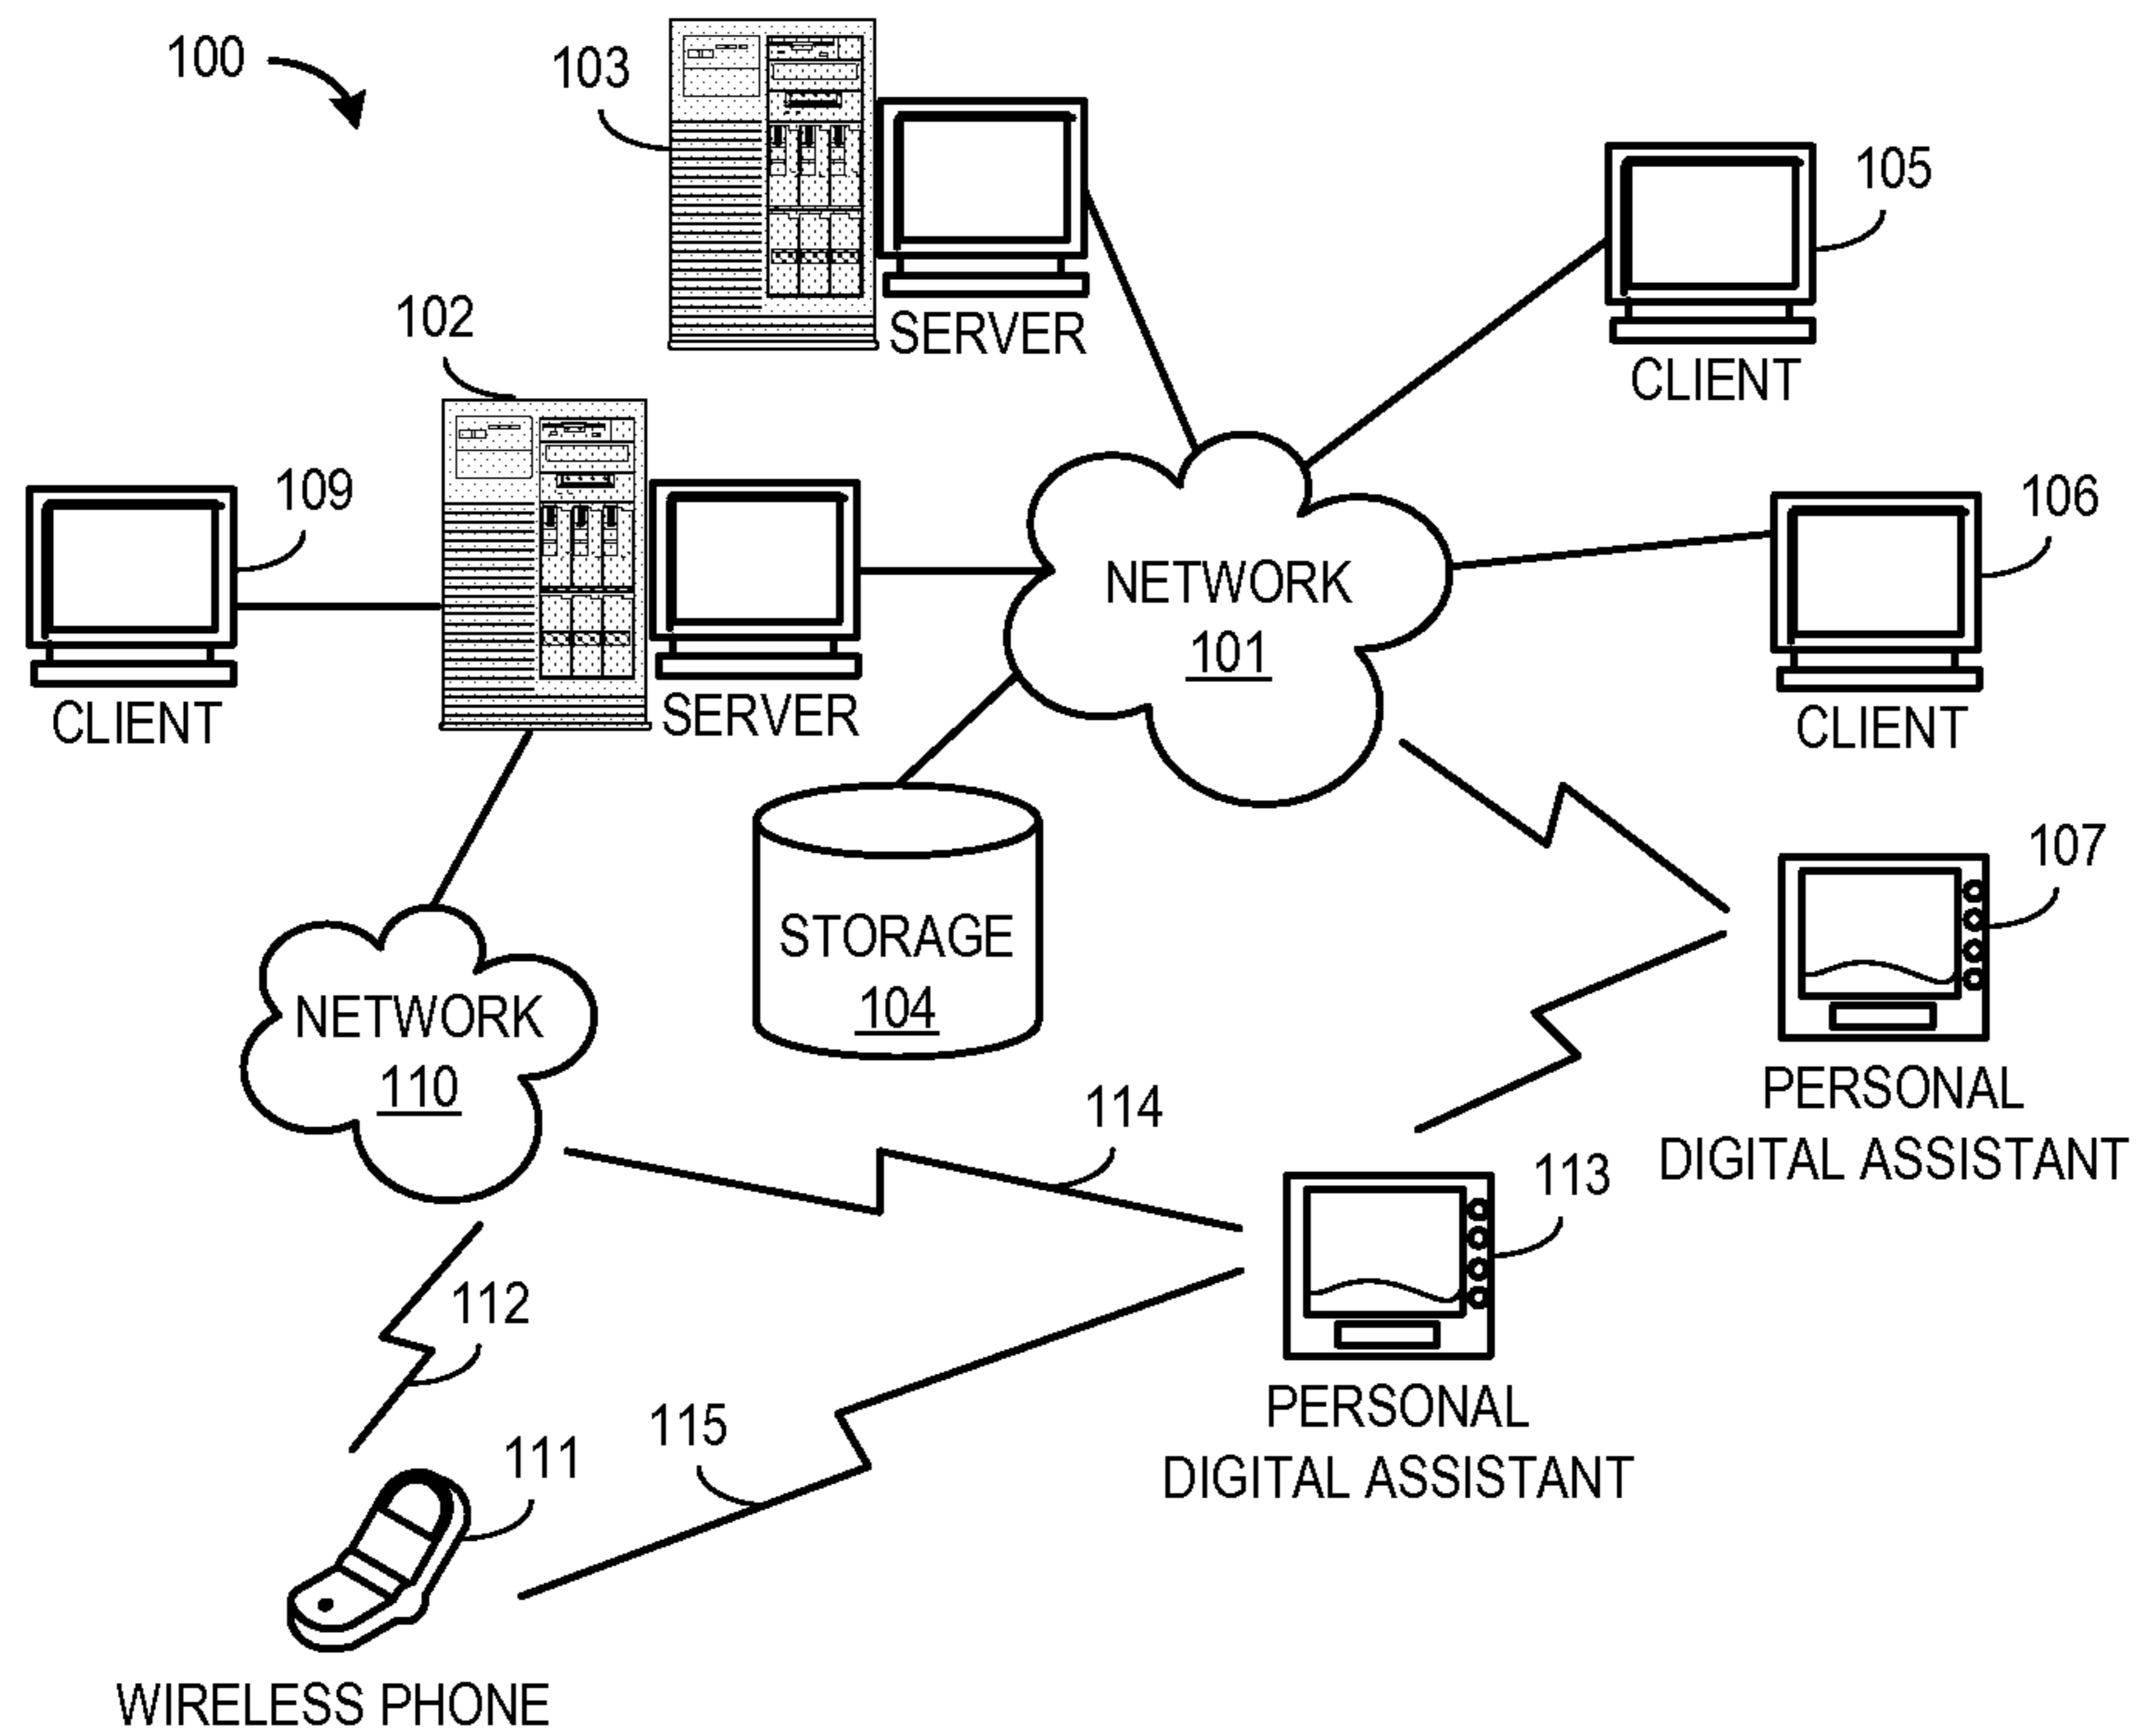 100
103
105
SERVER
102
CLIENT
109
106
NETWORK
101
CLIENT
SERVER
CLIENT
107
STORAGE
104
NETWORK
110
PERSONAL
DIGITAL ASSISTANT
114
113
112
PERSONAL
DIGITAL ASSISTANT
115
111
WIRELESS PHONE